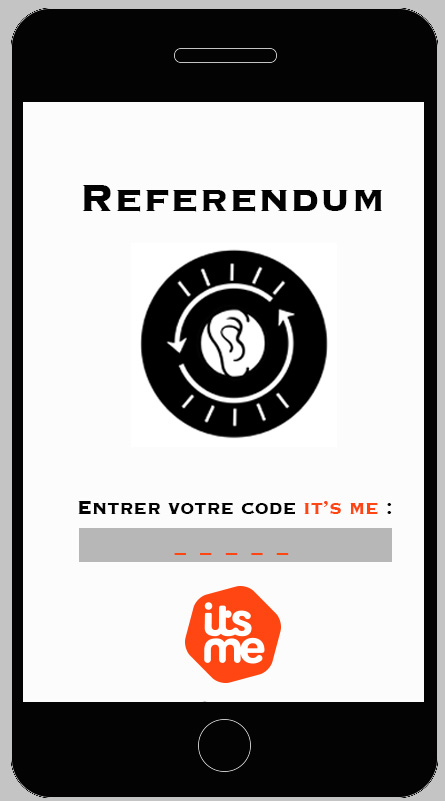 Referendum
Entrer votre code it's me :
_ _ _ _ _
its
me